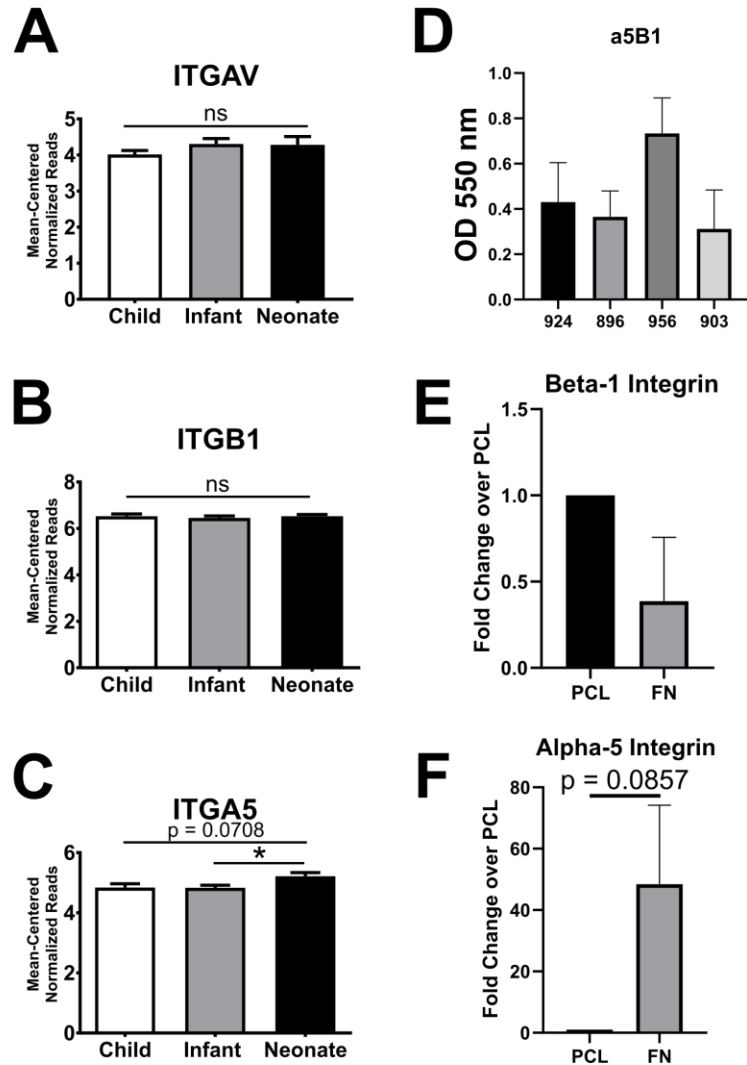 A
ITGAV
ns
Mean-Centered
Normalized Reads
5
4
3
2
1
0
Child Infant Neonate
B
ITGB1
ns
Mean-Centered
Normalized Reads
8
6
4
2
0
Child Infant Neonate
C
ITGA5
p = 0.0708
*
Mean-Centered
Normalized Reads
6
4
2
0
Child Infant Neonate
D
a5B1
OD 550 nm
1.0
0.8
0.6
0.4
0.2
0.0
924 896 956 903
E
Beta-1 Integrin
Fold Change over PCL
1.5
1.0
0.5
0.0
PCL FN
F
Alpha-5 Integrin
p = 0.0857
Fold Change over PCL
80
60
40
20
0
PCL FN